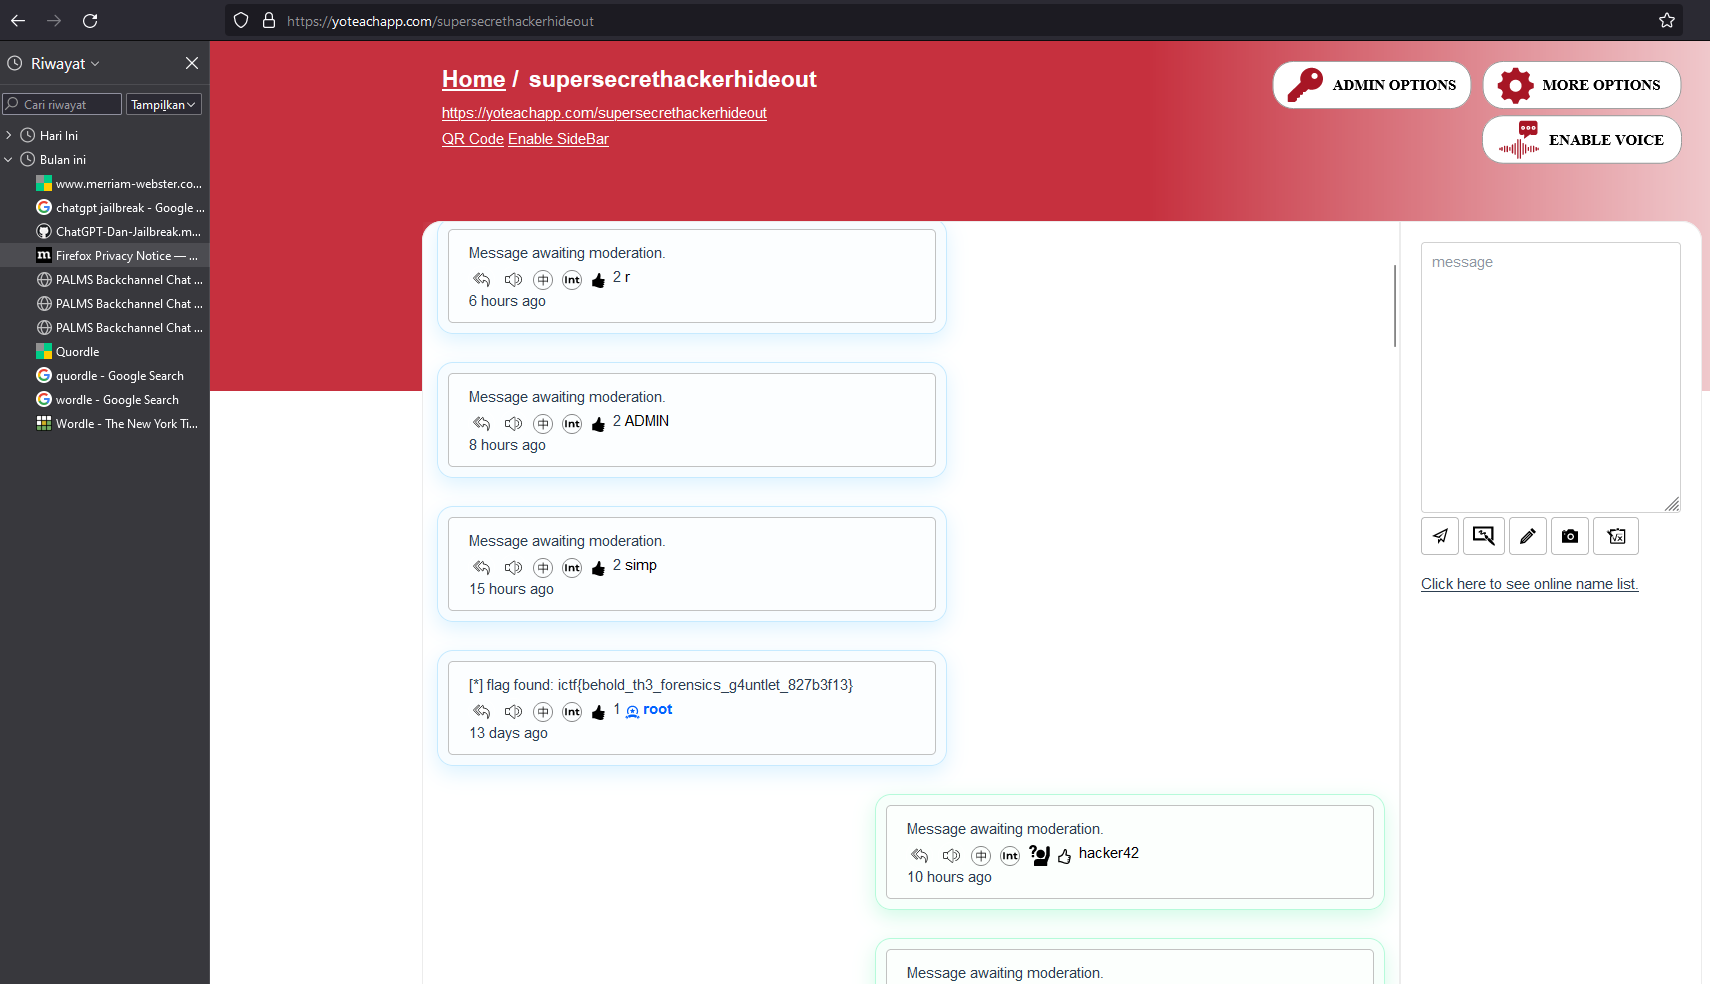 https://yoteachapp.com/supersecrethackerhideout
Riwayat
Cari riwayat
Tampilkan
Hari Ini
Bulan ini
www.merriam-webster.co...
chatgpt jailbreak - Google ...
ChatGPT-Dan-Jailbreak.m...
m Firefox Privacy Notice — ...
PALMS Backchannel Chat ...
PALMS Backchannel Chat ...
PALMS Backchannel Chat ...
Quordle
quordle - Google Search
wordle - Google Search
Wordle - The New York Ti...
Home / supersecrethackerhideout
https://yoteachapp.com/supersecrethackerhideout
QR Code Enable SideBar
ADMIN OPTIONS
MORE OPTIONS
ENABLE VOICE
Message awaiting moderation.
中 Int 2 r
6 hours ago
Message awaiting moderation.
中 Int 2 ADMIN
8 hours ago
Message awaiting moderation.
中 Int 2 simp
15 hours ago
[*] flag found: ictf{behold_th3_forensics_g4untlet_827b3f13}
中 Int 1 root
13 days ago
Message awaiting moderation.
中 Int ? hacker42
10 hours ago
Message awaiting moderation.
message
√x
Click here to see online name list.